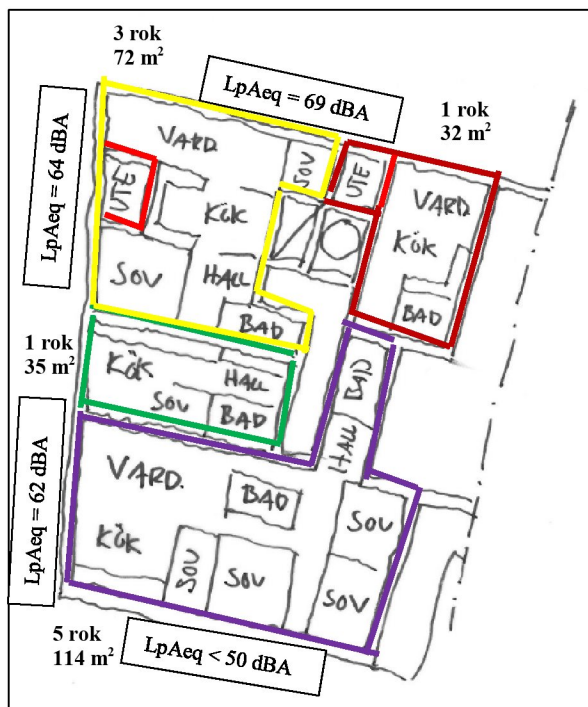 3 rok
72 m²
LpAeq = 69 dBA
1 rok
32 m²
LpAeq = 64 dBA
VARD.
SOV
UTE
VARD.
UTE
KÖK
KÖK
SOV
HALL
BAD
BAD
1 rok
35 m²
KÖK
HALL
SOV
BAD
BAD
HALL
LpAeq = 62 dBA
VARD.
BAD
SOV
KÖK
SOV
SOV
SOV
5 rok
114 m²
LpAeq < 50 dBA